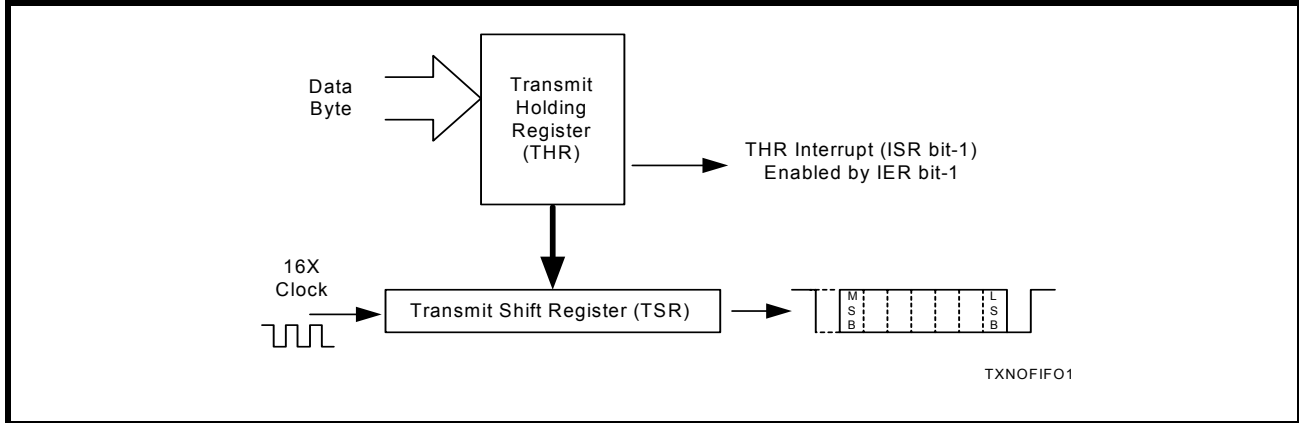 Data
Byte
Transmit
Holding
Register
(THR)
THR Interrupt (ISR bit-1)
Enabled by IER bit-1
16X
Clock
Transmit Shift Register (TSR)
M
S
B
L
S
B
TXNOFIFO1